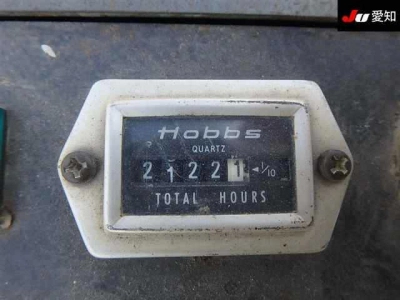 Ju 愛知
Hobbs
QUARTZ
21221 ◄1/10
TOTAL HOURS